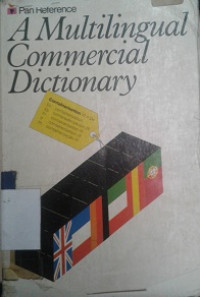 Pan Reference
A Multilingual
Commercial
Dictionary